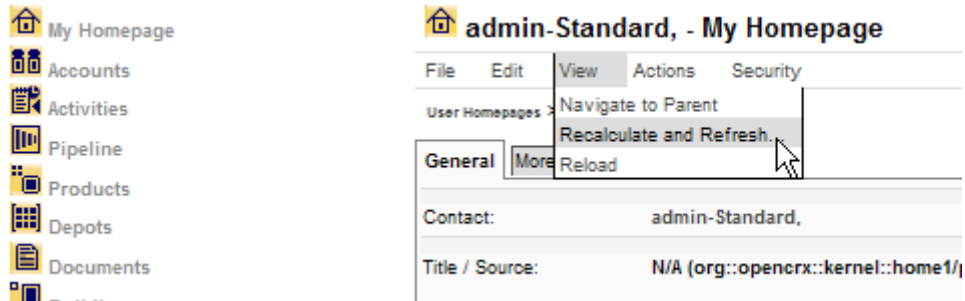 My Homepage
Accounts
Activities
Pipeline
Products
Depots
Documents
admin-Standard, - My Homepage
File Edit View Actions Security
User Homepages >
Navigate to Parent
Recalculate and Refresh...
Reload
General More
Contact: admin-Standard,
Title / Source: N/A (org::opencrx::kernel::home1/